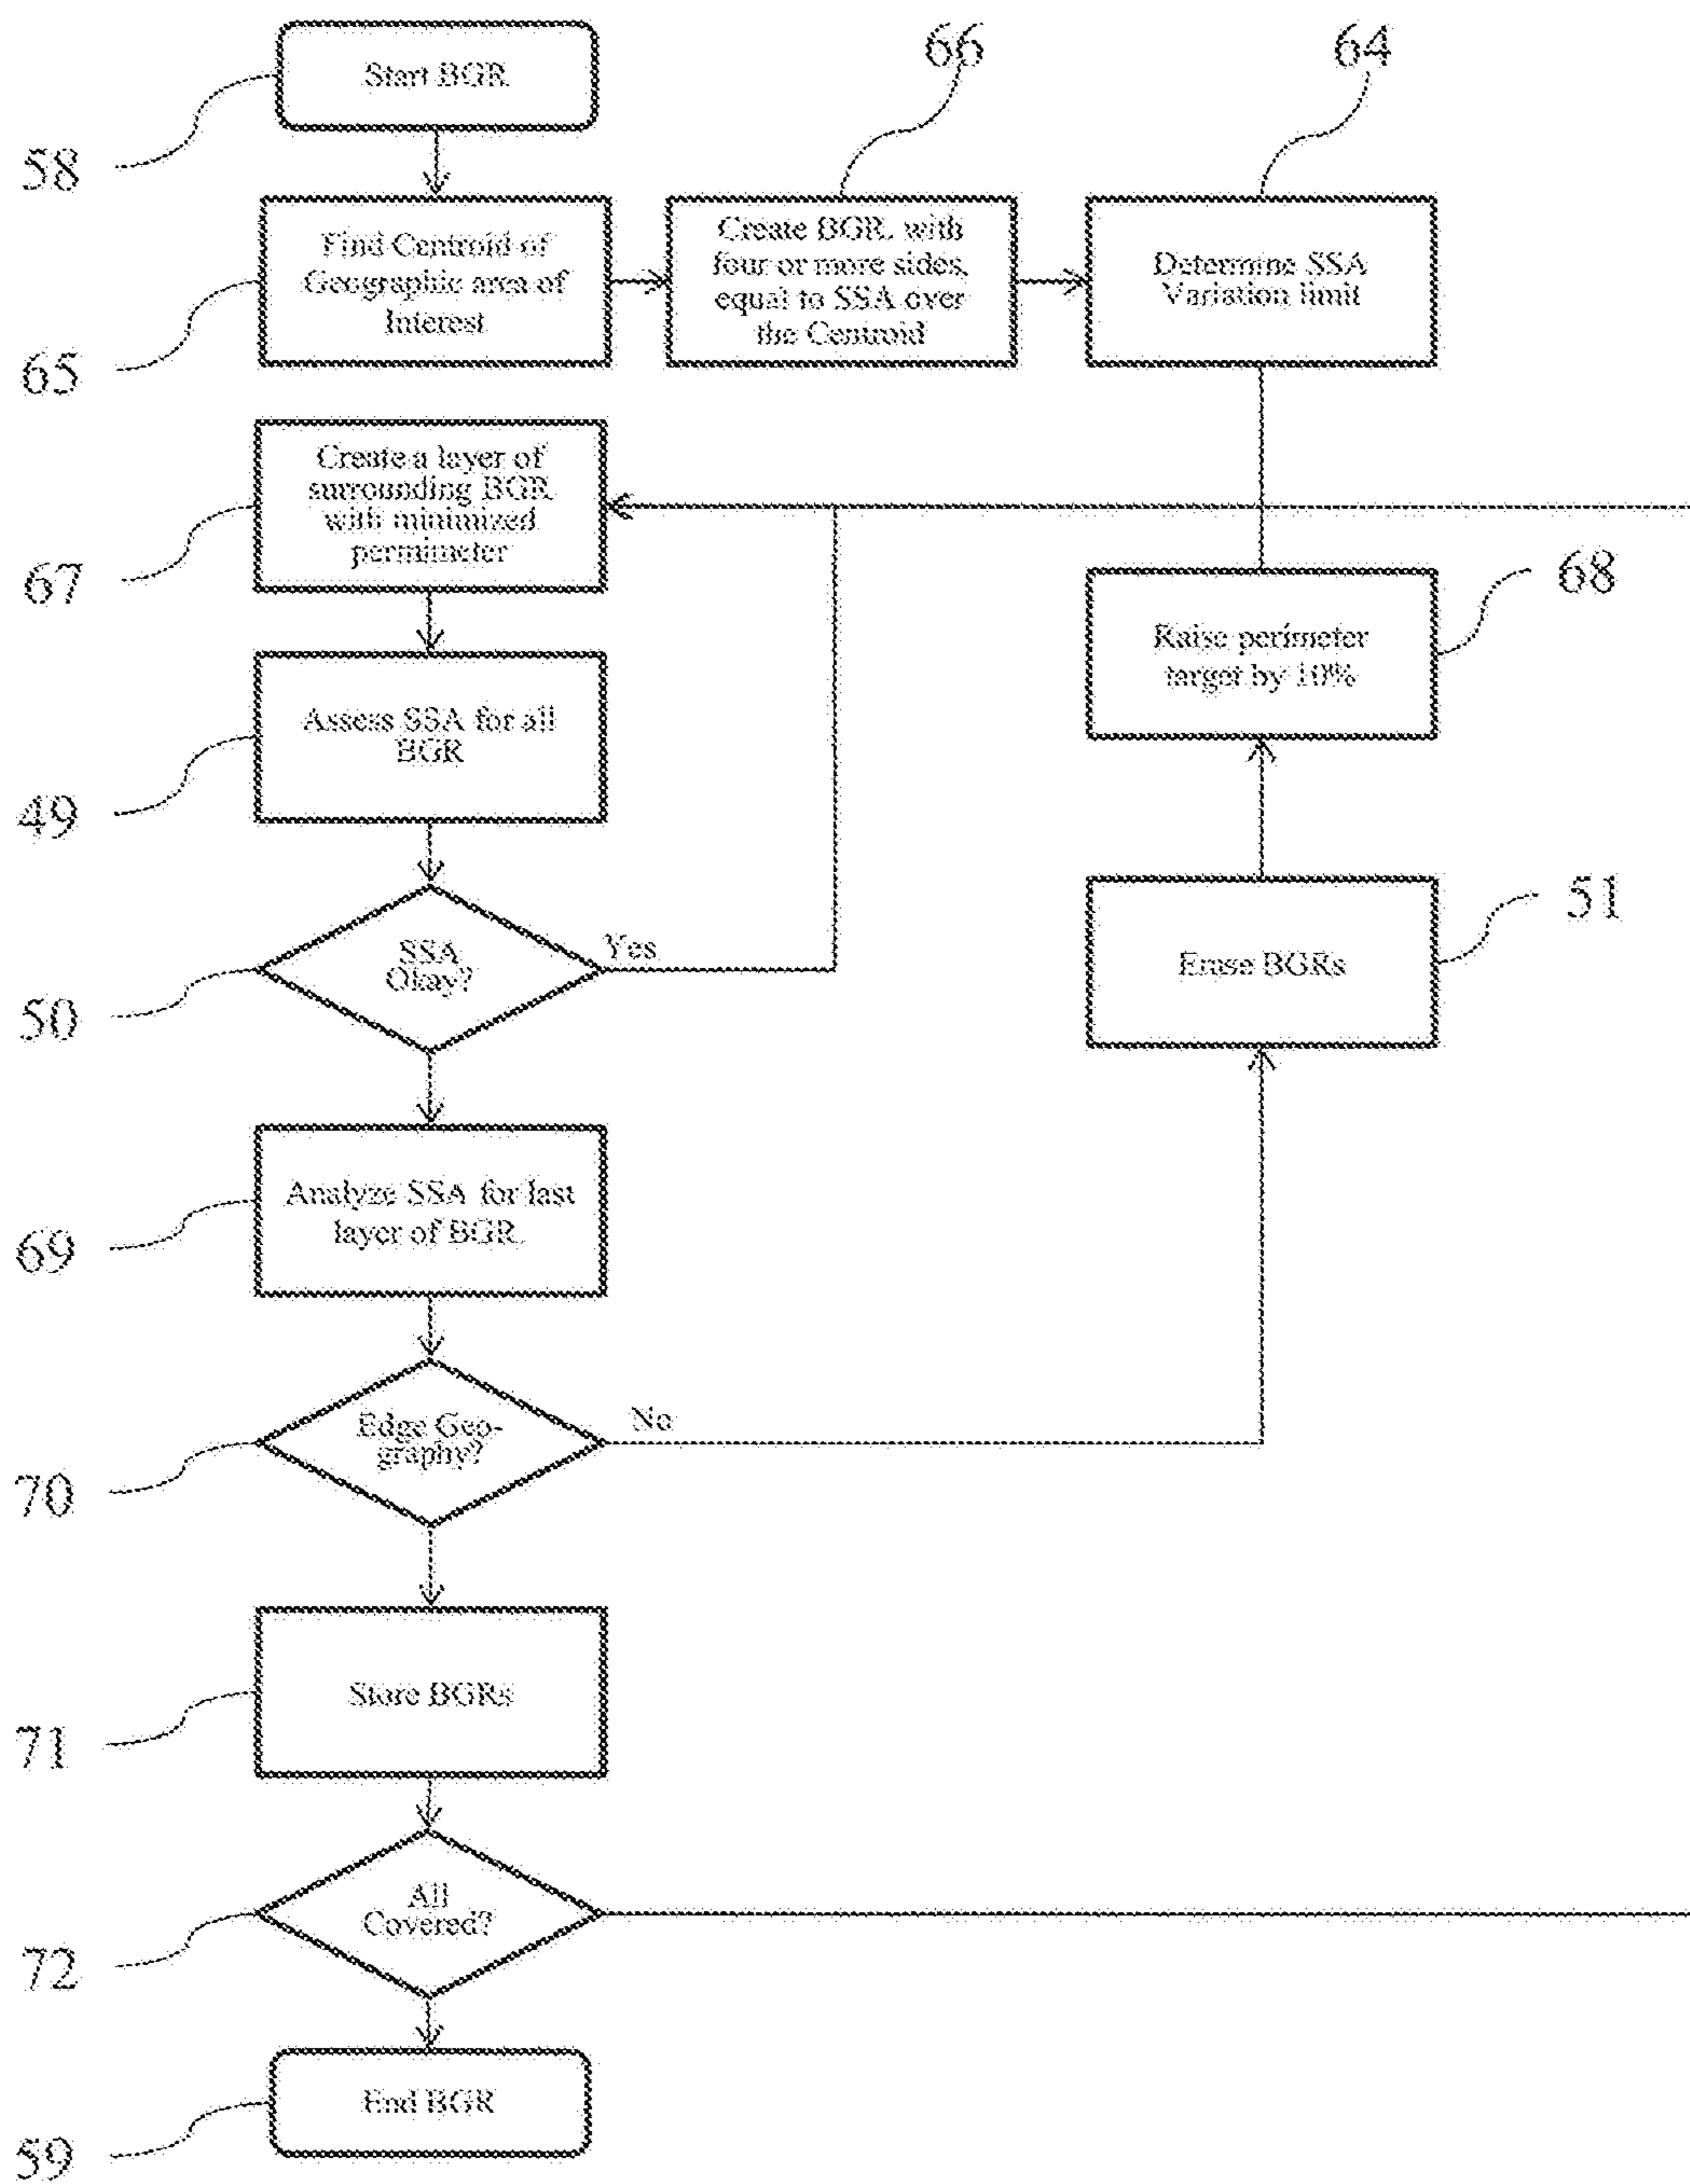 66
64
Start BGR
58
Find Centroid of
Geographic area of
Interest
Create BGR, with
four or more sides,
equal to SSA over
the Centroid
Determine SSA
Variation limit
65
Create a layer of
surrounding BGR
with minimized
permimeter
67
68
Raise perimeter
target by 10%
Assess SSA for all
BGR
49
51
Erase BGRs
SSA
Okay?
Yes
50
Analyze SSA for last
layer of BGR.
69
Edge Geo-
graphy?
No
70
Store BGRs
71
All
Covered?
72
End BGR
59